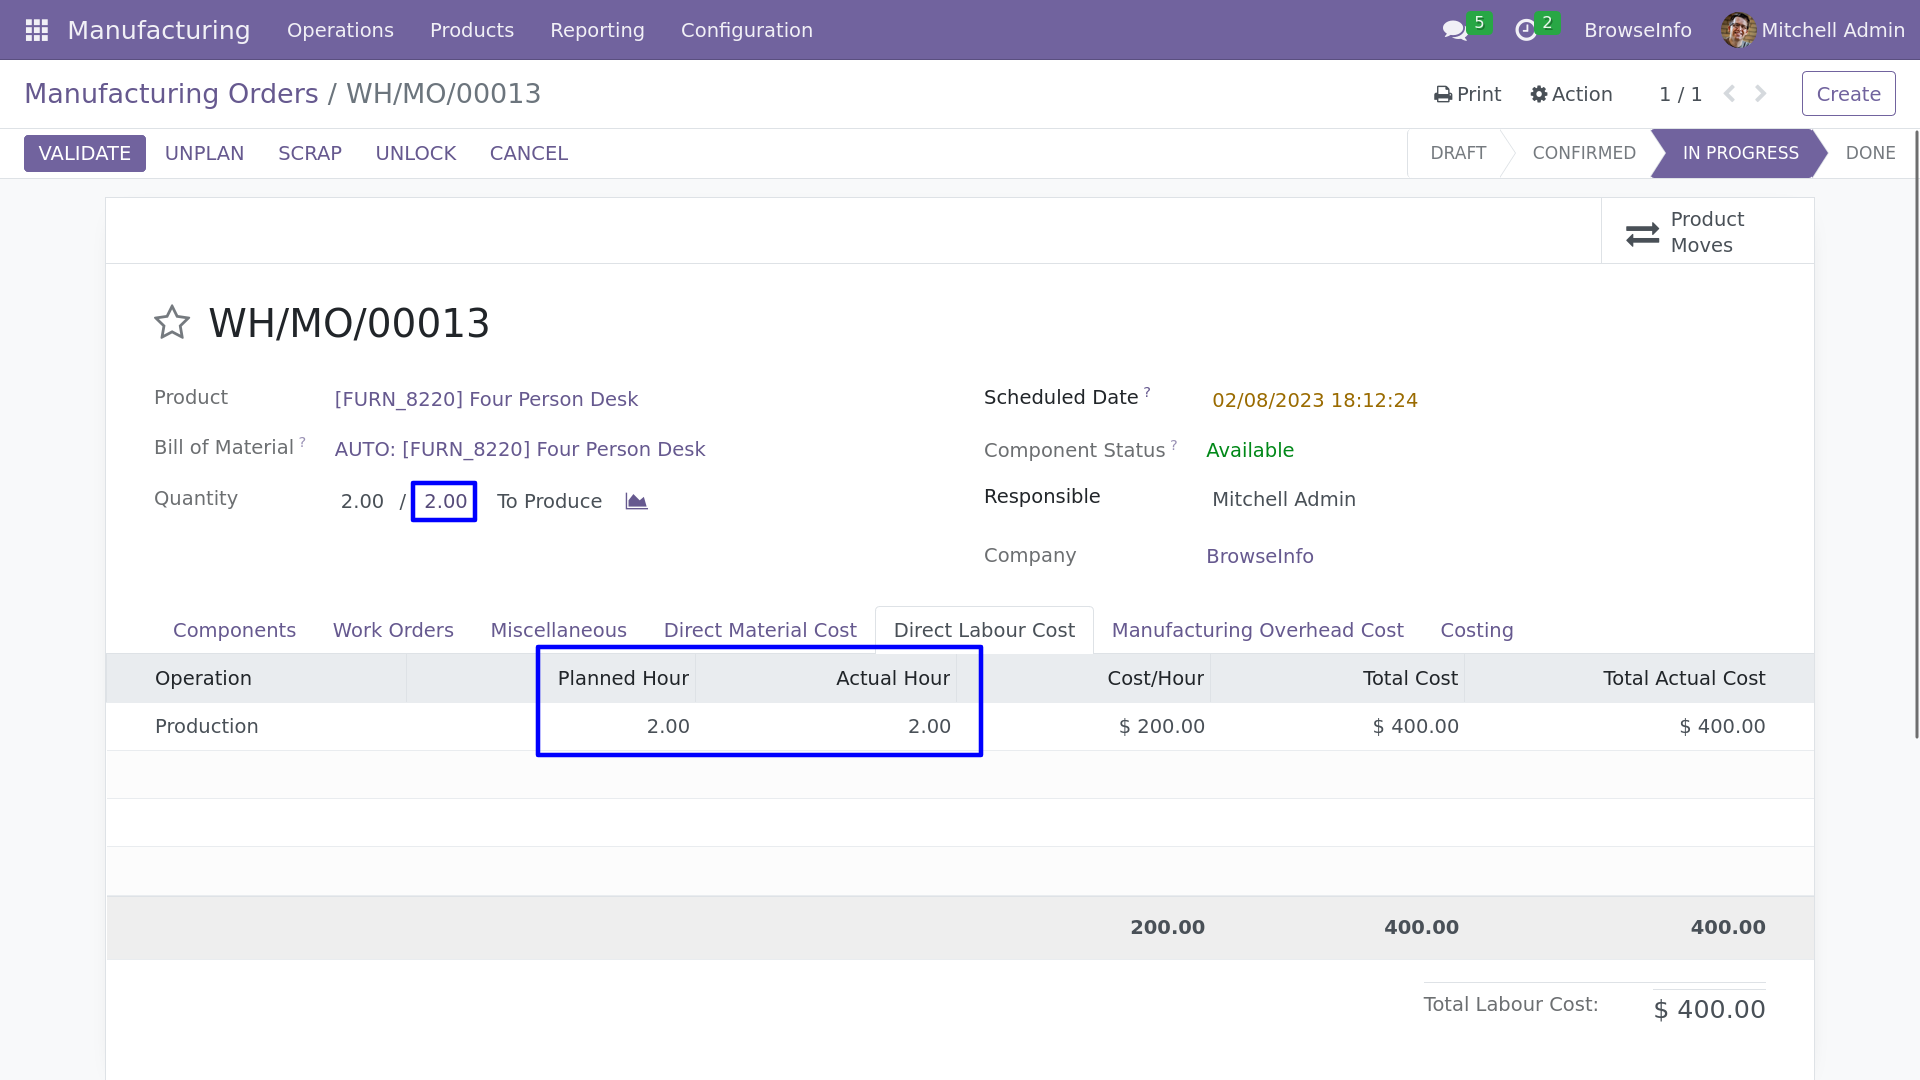 Manufacturing Operations Products Reporting Configuration 5 2 BrowseInfo Mitchell Admin
Manufacturing Orders / WH/MO/00013 Print Action 1 / 1 Create
VALIDATE UNPLAN SCRAP UNLOCK CANCEL DRAFT CONFIRMED IN PROGRESS DONE
Product
Moves
WH/MO/00013
Product [FURN_8220] Four Person Desk Scheduled Date ? 02/08/2023 18:12:24
Bill of Material ? AUTO: [FURN_8220] Four Person Desk Component Status ? Available
Quantity 2.00 / 2.00 To Produce Responsible Mitchell Admin
Company BrowseInfo
Components Work Orders Miscellaneous Direct Material Cost Direct Labour Cost Manufacturing Overhead Cost Costing
Operation Planned Hour Actual Hour Cost/Hour Total Cost Total Actual Cost
Production 2.00 2.00 $ 200.00 $ 400.00 $ 400.00
200.00 400.00 400.00
Total Labour Cost: $ 400.00